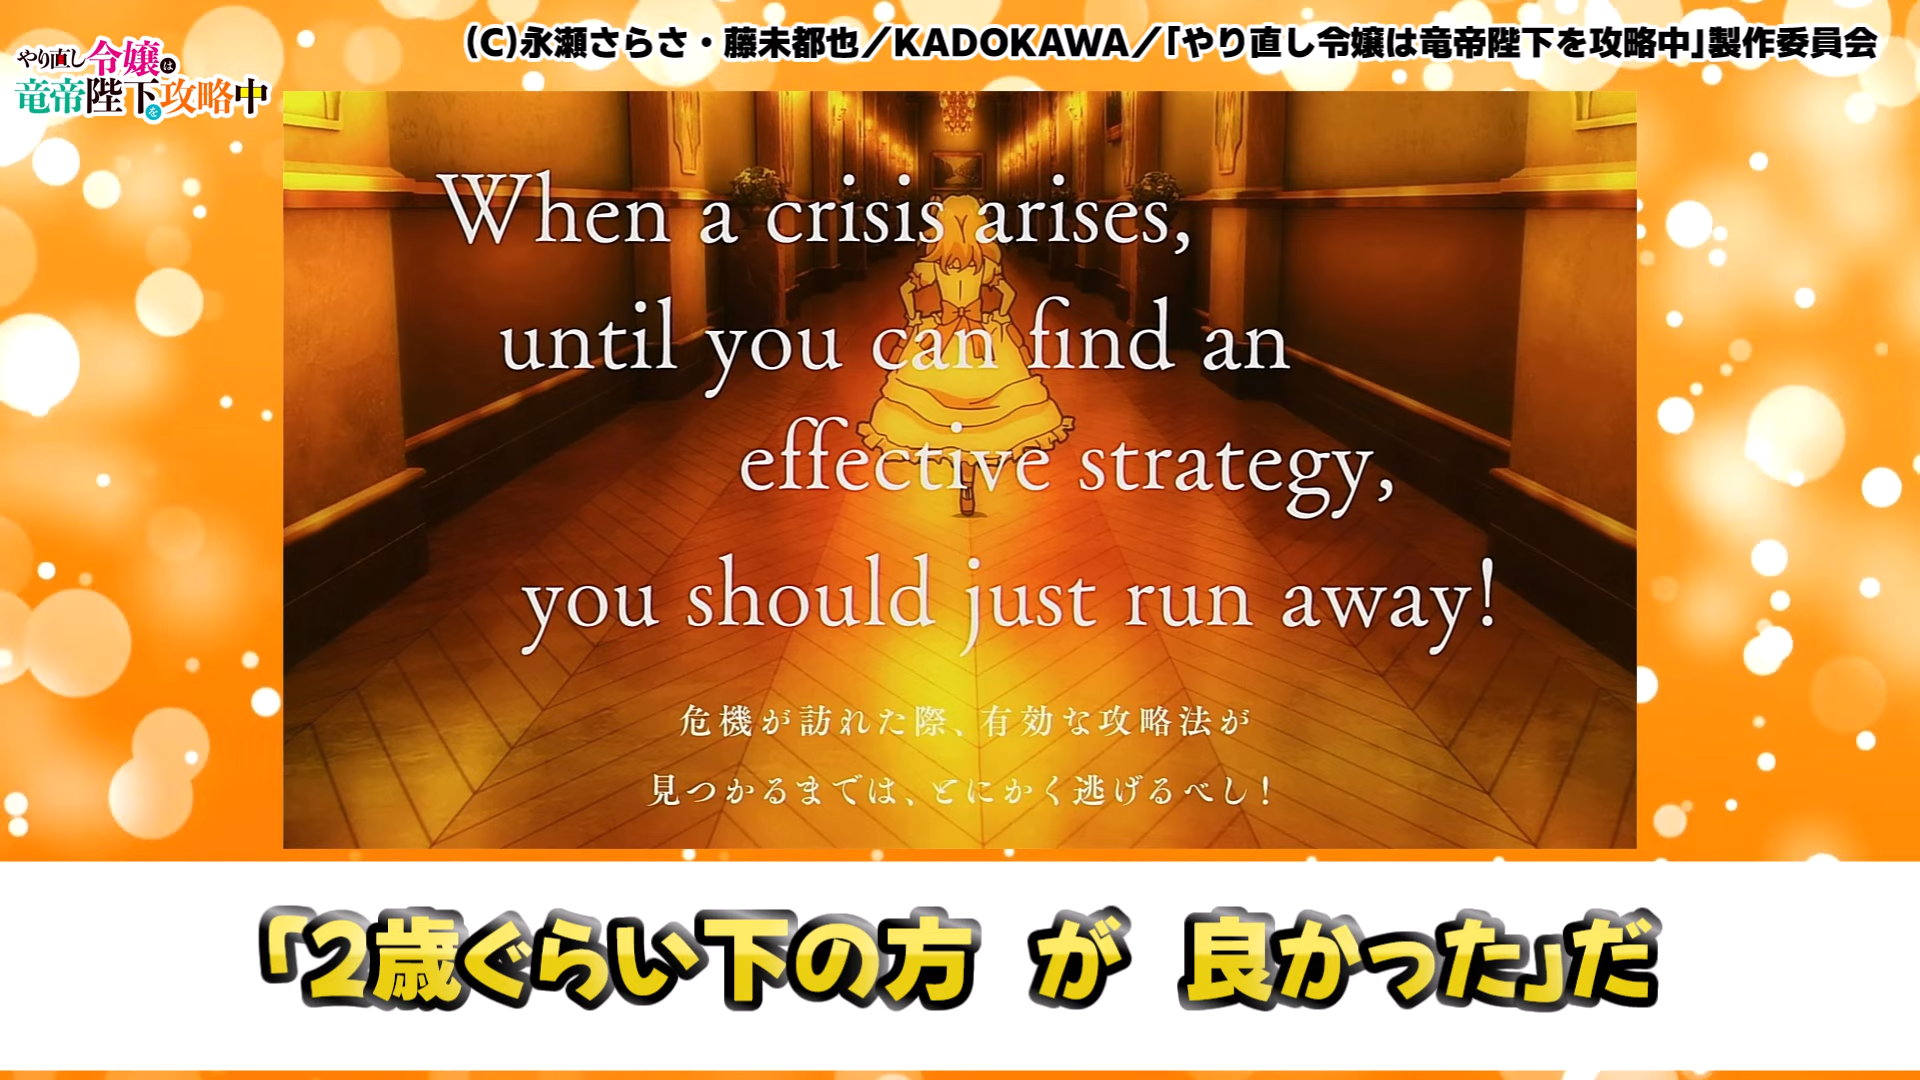 (C)永瀬さらさ・藤未都也／KADOKAWA／「やり直し令嬢は竜帝陛下を攻略中」製作委員会
やり直し令嬢は
竜帝陛下を攻略中
When a crisis arises,
until you can find an
effective strategy,
you should just run away!
危機が訪れた際、有効な攻略法が
見つかるまでは、とにかく逃げるべし！
「2歳ぐらい下の方 が 良かった」だ